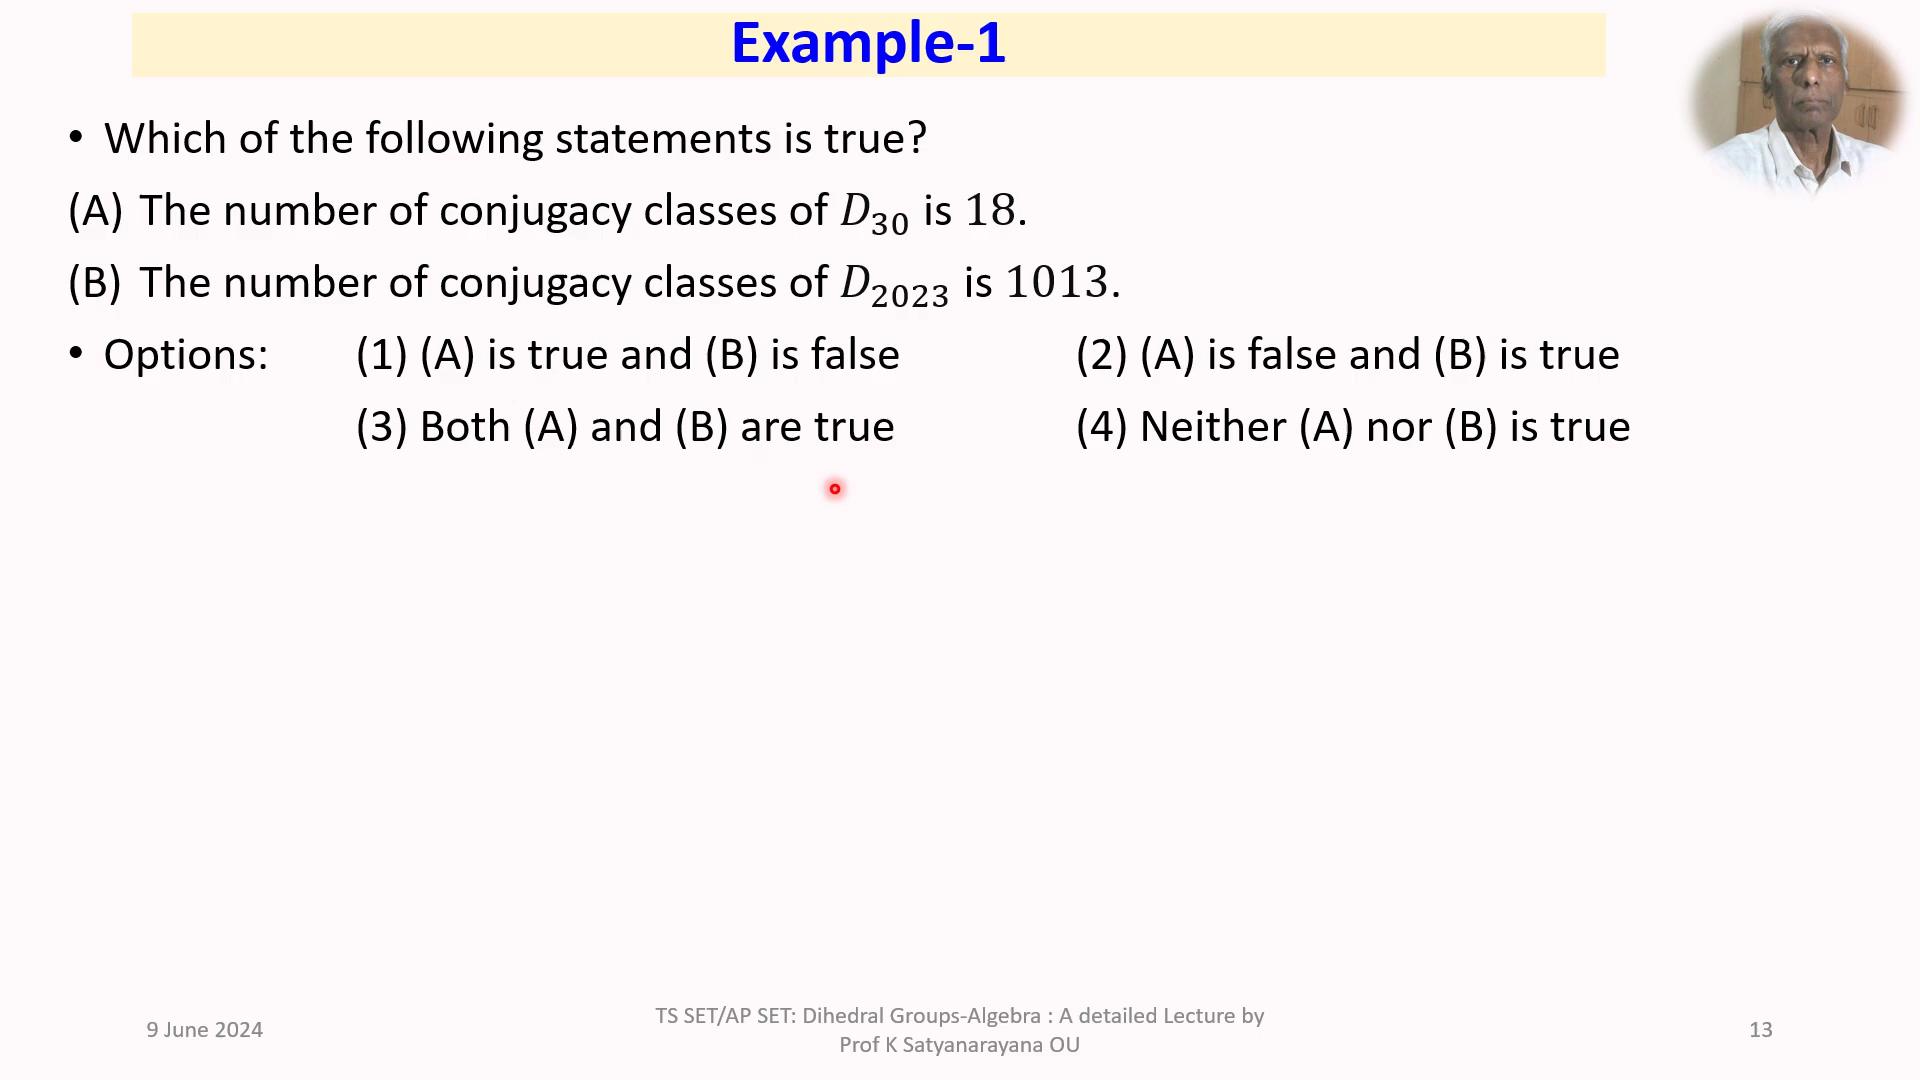 Example-1
• Which of the following statements is true?
(A) The number of conjugacy classes of D₃₀ is 18.
(B) The number of conjugacy classes of D₂₀₂₃ is 1013.
• Options: (1) (A) is true and (B) is false (2) (A) is false and (B) is true
(3) Both (A) and (B) are true (4) Neither (A) nor (B) is true
9 June 2024
TS SET/AP SET: Dihedral Groups-Algebra : A detailed Lecture by
Prof K Satyanarayana OU
13